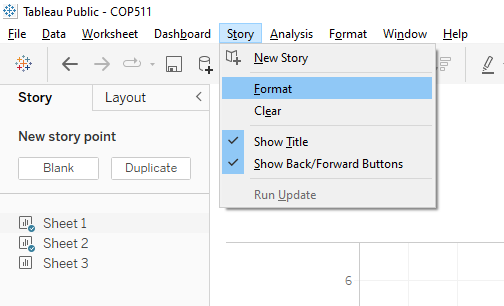 Tableau Public - COP511
File Data Worksheet Dashboard Story Analysis Format Window Help
New Story
Format
Clear
Show Title
Show Back/Forward Buttons
Run Update
Story Layout
New story point
Blank Duplicate
Sheet 1
Sheet 2
Sheet 3
6